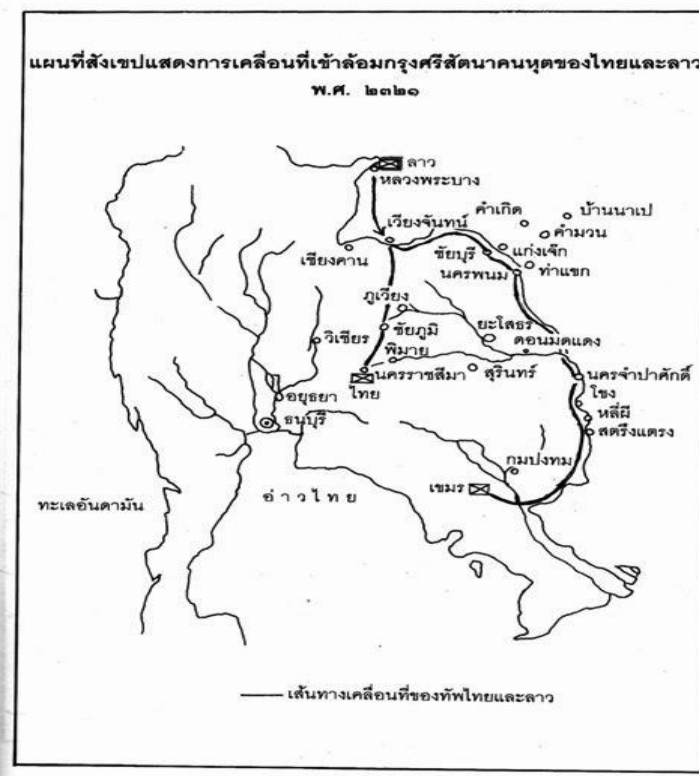 แผนที่สังเขปแสดงการเคลื่อนที่เข้าล้อมกรุงศรีสัตนาคนหุตของไทยและลาว
พ.ศ. ๒๓๒๑
ลาว
หลวงพระบาง
เวียงจันทน์
คำเกิด
บ้านนาเป
คำมวน
เชียงคาน
ชัยบุรี
แก่งเจ๊ก
นครพนม
ท่าแขก
ภูเวียง
วิเชียร
ชัยภูมิ
ยะโสธร
ดอนมดแดง
พิมาย
นครราชสีมา
สุรินทร์
นครจำปาศักดิ์
ไทย
โขง
อยุธยา
หลี่ผี
ธนบุรี
สตรึงแตรง
กมปงทม
เขมร
ทะเลอันดามัน
อ่าวไทย
เส้นทางเคลื่อนที่ของทัพไทยและลาว